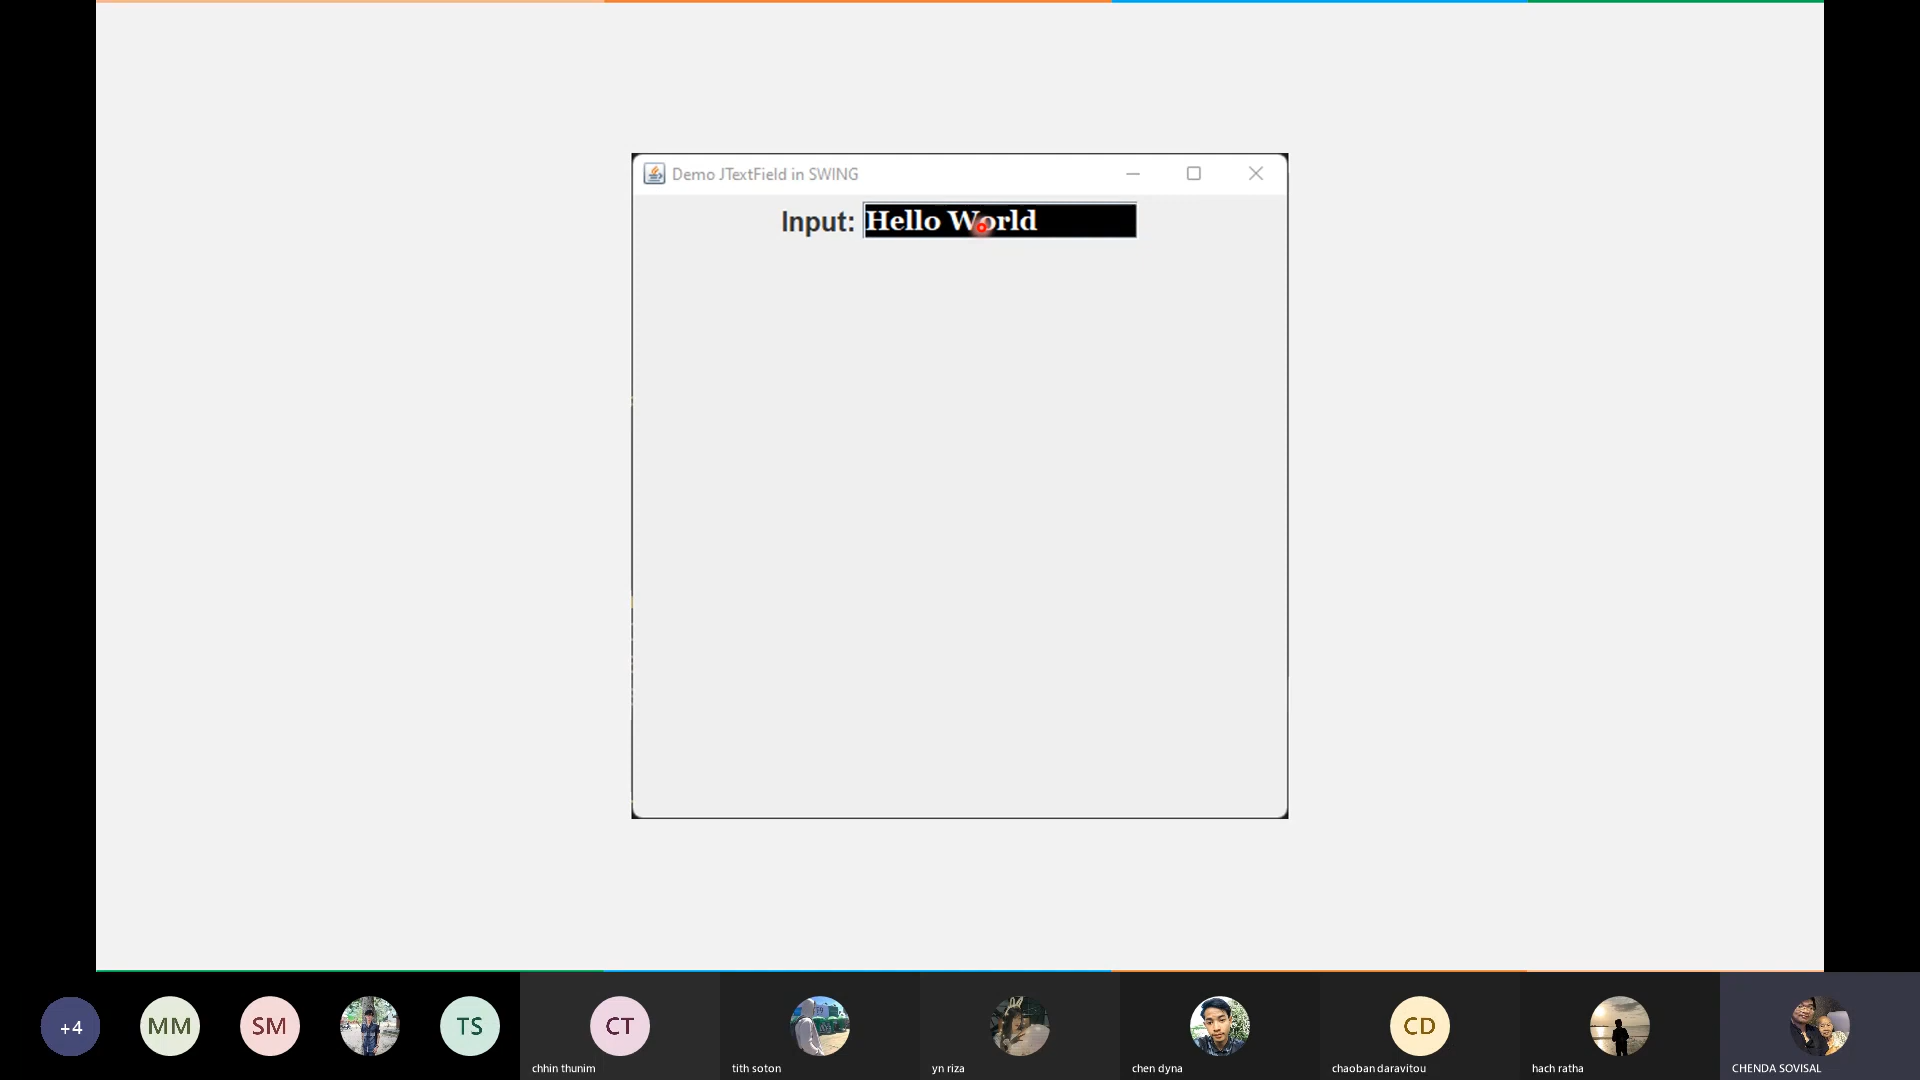 Demo JTextField in SWING
Input: Hello World
+4
MM
SM
TS
CT
CD
chhin thunim
tith soton
yn riza
chen dyna
chaoban daravitou
hach ratha
CHENDA SOVISAL